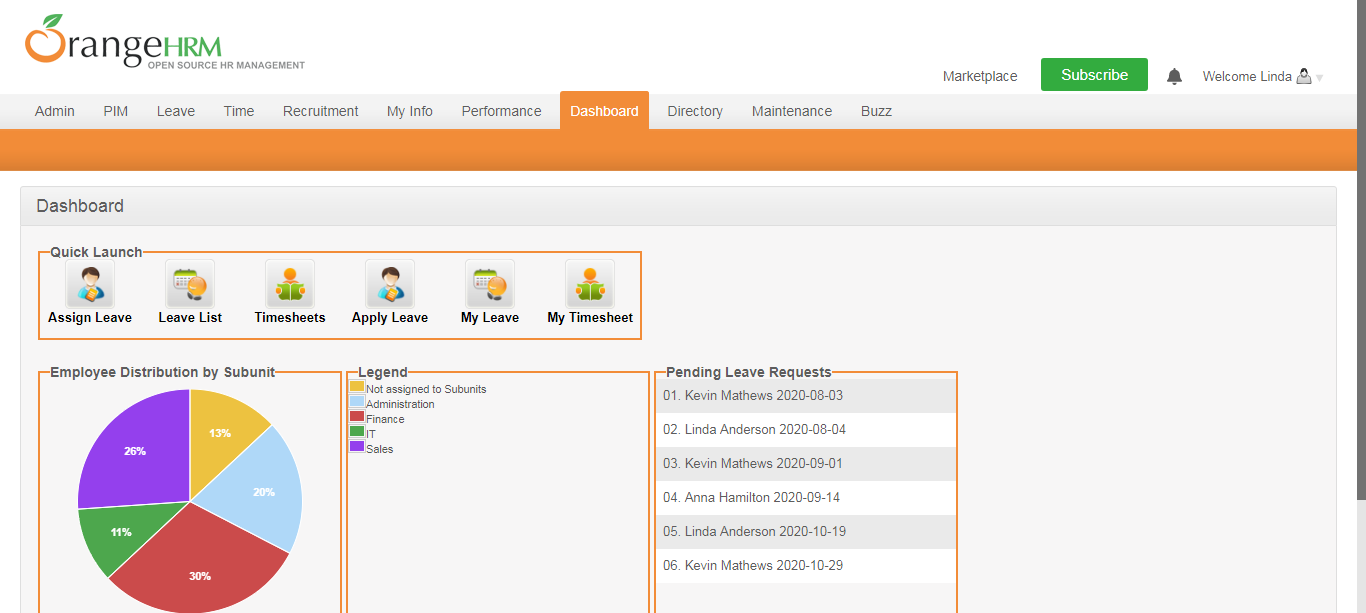 OrangeHRM
OPEN SOURCE HR MANAGEMENT
Marketplace
Subscribe
Welcome Linda
Admin PIM Leave Time Recruitment My Info Performance Dashboard Directory Maintenance Buzz
Dashboard
Quick Launch
Assign Leave Leave List Timesheets Apply Leave My Leave My Timesheet
Employee Distribution by Subunit
13%
20%
30%
11%
26%
Legend
Not assigned to Subunits
Administration
Finance
IT
Sales
Pending Leave Requests
01. Kevin Mathews 2020-08-03
02. Linda Anderson 2020-08-04
03. Kevin Mathews 2020-09-01
04. Anna Hamilton 2020-09-14
05. Linda Anderson 2020-10-19
06. Kevin Mathews 2020-10-29